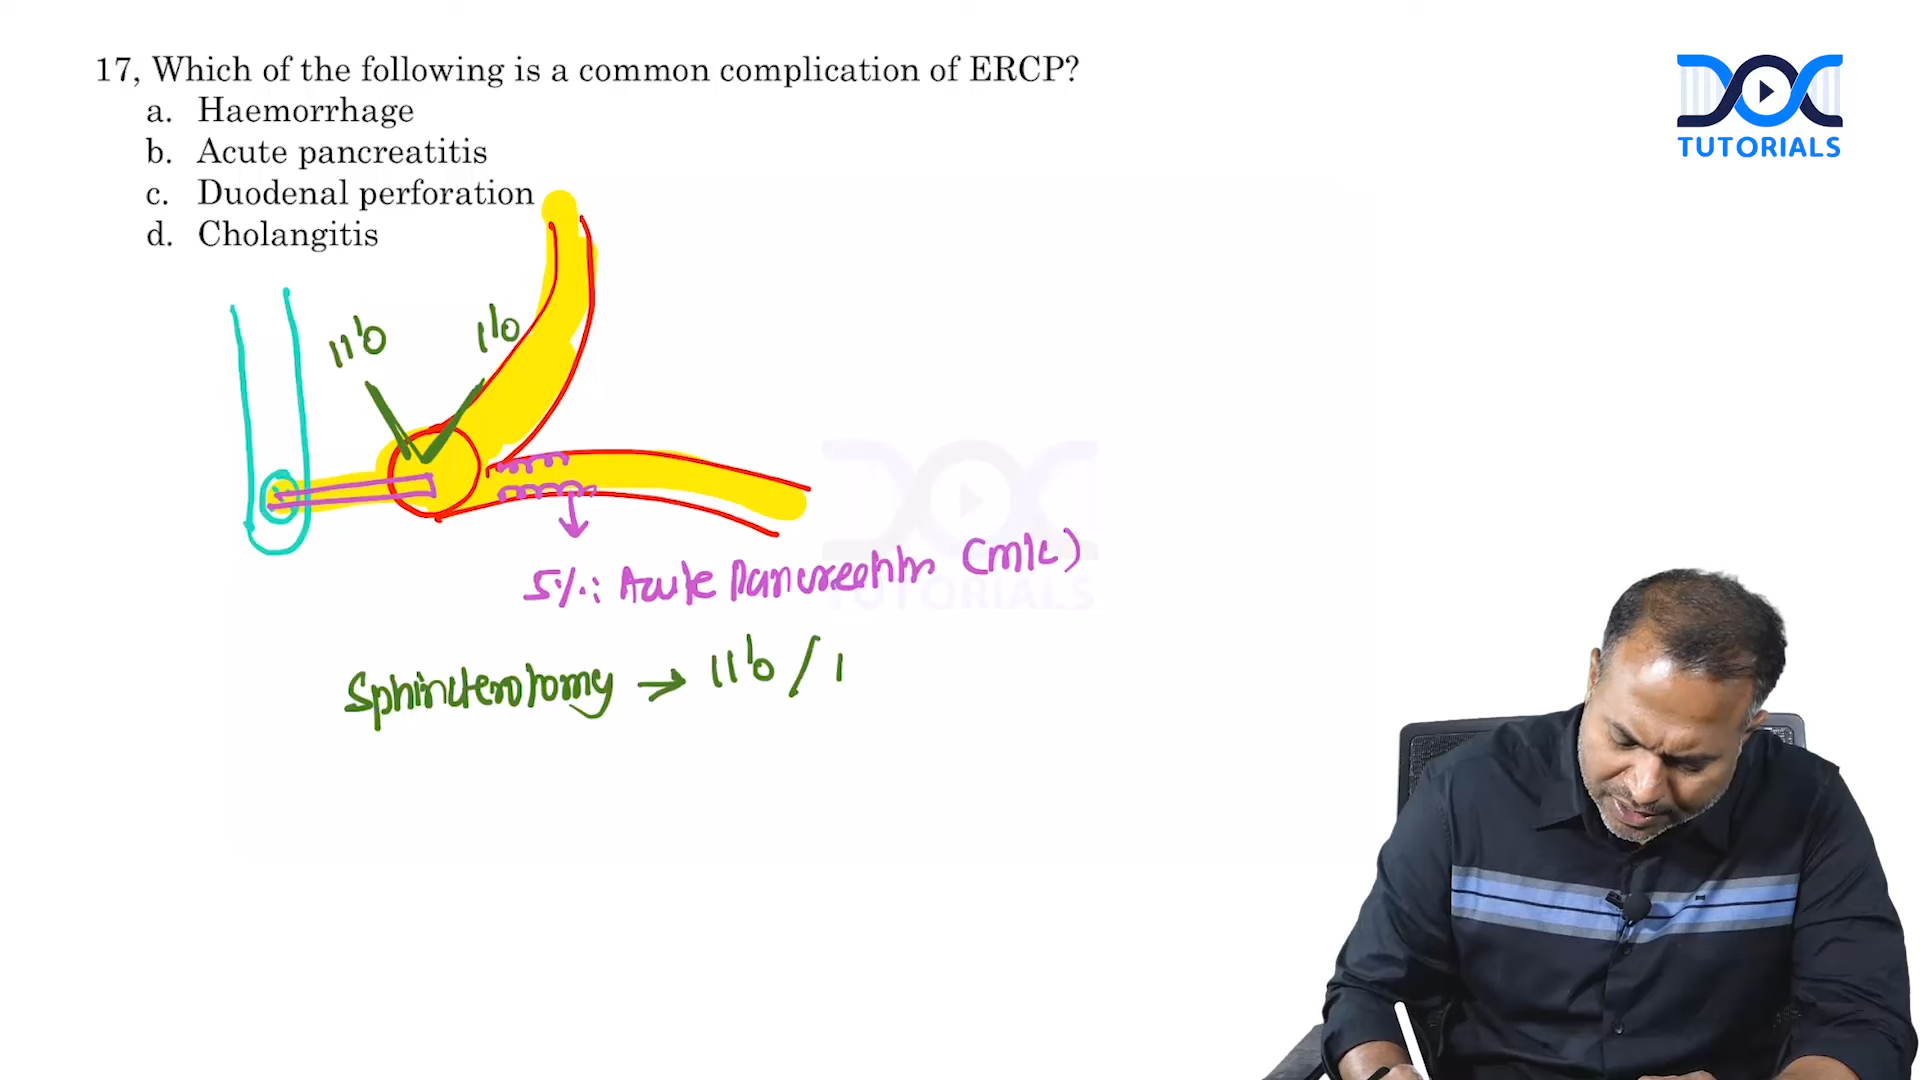 17, Which of the following is a common complication of ERCP?
a. Haemorrhage
b. Acute pancreatitis
c. Duodenal perforation
d. Cholangitis
DOC
TUTORIALS
11'o
1'o
5%: Acute Pancreatitis (m/c)
TUTORIALS
Sphincterotomy → 11'o / 1